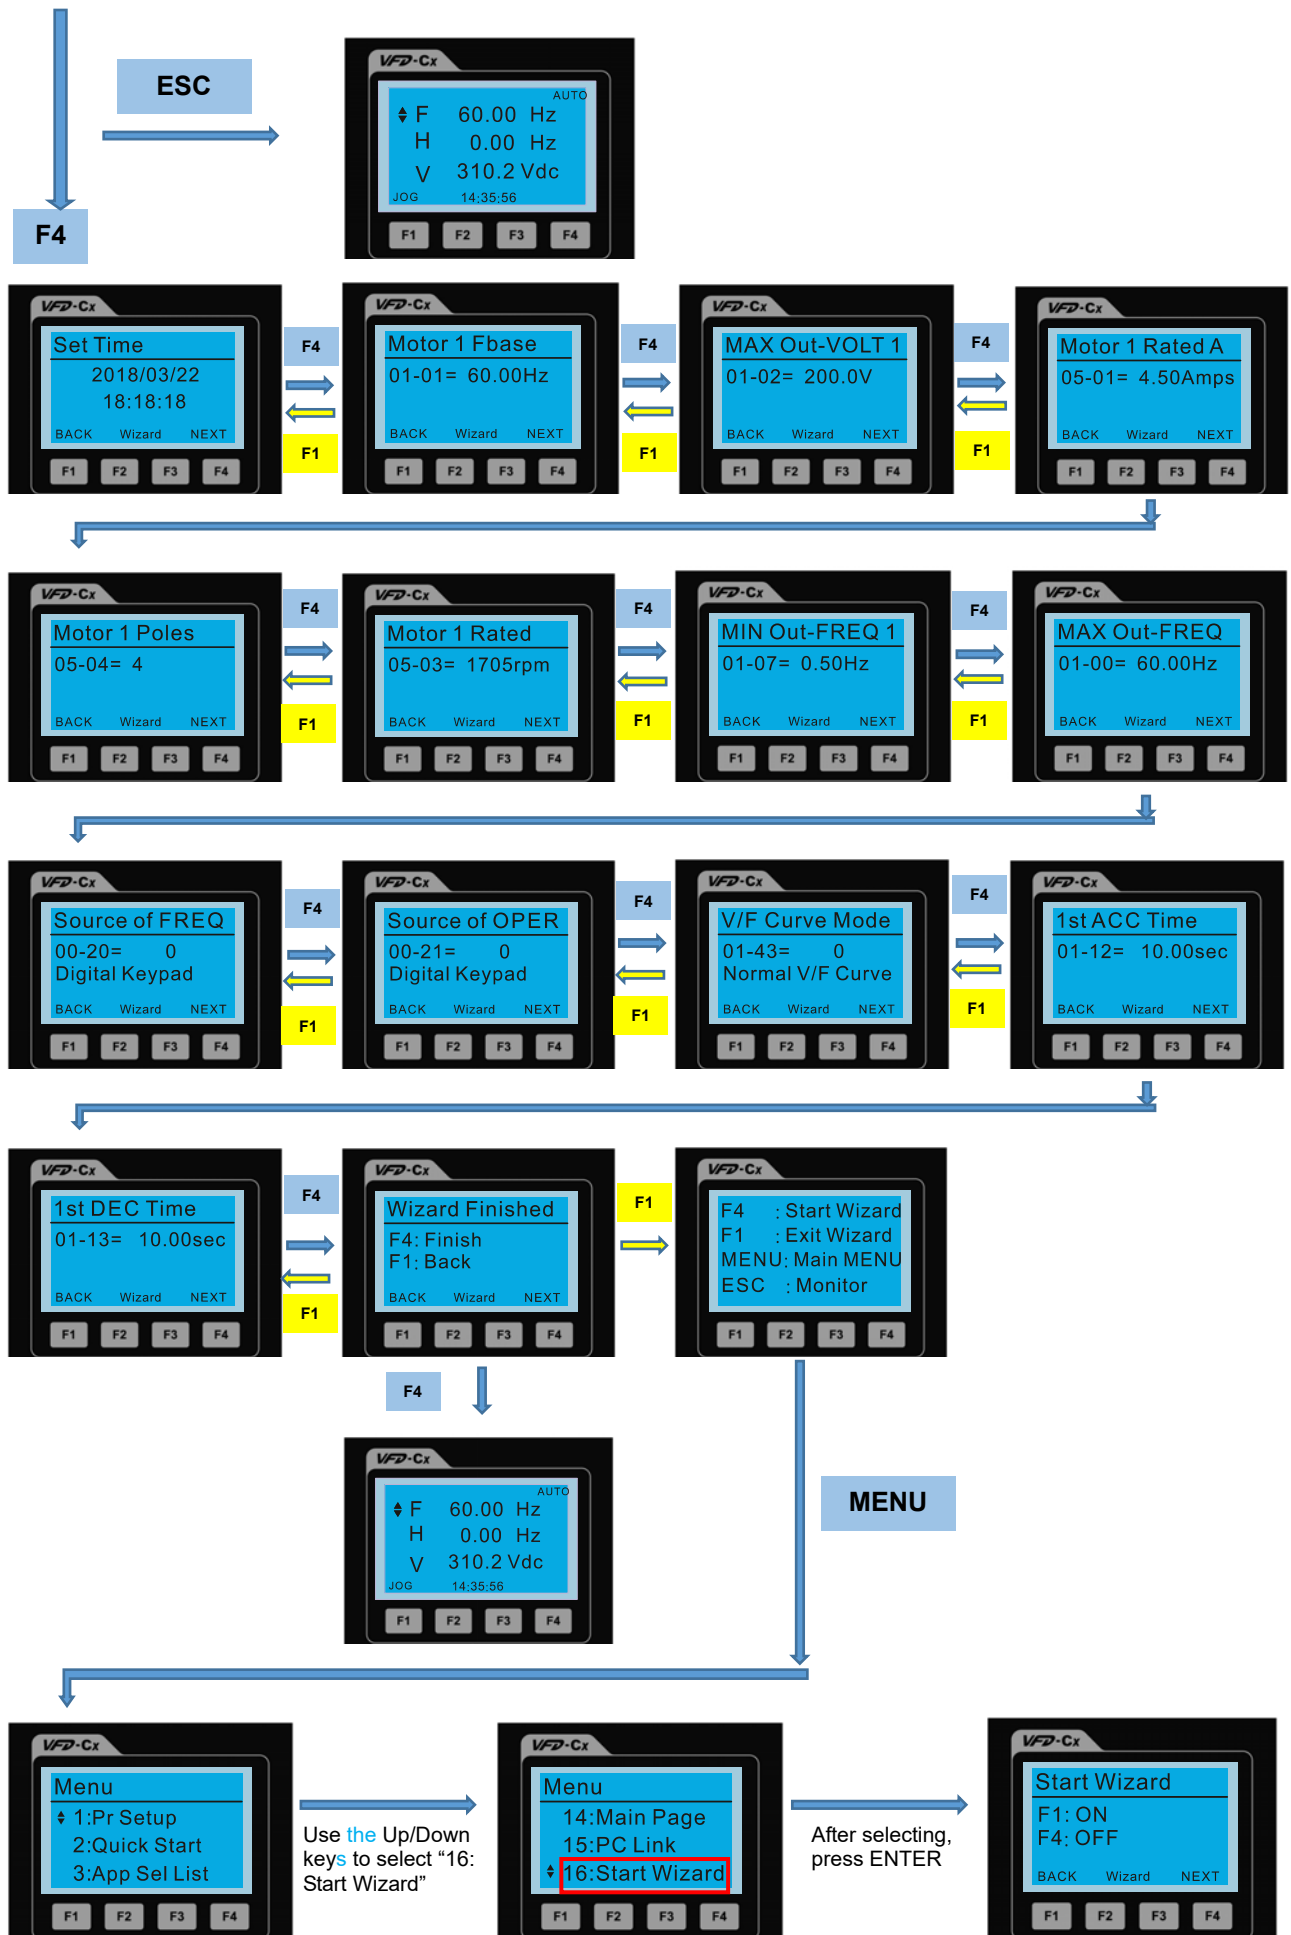 ESC
VFD-Cx
AUTO
F 60.00 Hz
H 0.00 Hz
V 310.2 Vdc
JOG 14:35:56
F1 F2 F3 F4
F4
VFD-Cx
Set Time
2018/03/22
18:18:18
BACK Wizard NEXT
F1 F2 F3 F4
F4
F1
VFD-Cx
Motor 1 Fbase
01-01= 60.00Hz
BACK Wizard NEXT
F1 F2 F3 F4
F4
F1
VFD-Cx
MAX Out-VOLT 1
01-02= 200.0V
BACK Wizard NEXT
F1 F2 F3 F4
F4
F1
VFD-Cx
Motor 1 Rated A
05-01= 4.50Amps
BACK Wizard NEXT
F1 F2 F3 F4
VFD-Cx
Motor 1 Poles
05-04= 4
BACK Wizard NEXT
F1 F2 F3 F4
F4
F1
VFD-Cx
Motor 1 Rated
05-03= 1705rpm
BACK Wizard NEXT
F1 F2 F3 F4
F4
F1
VFD-Cx
MIN Out-FREQ 1
01-07= 0.50Hz
BACK Wizard NEXT
F1 F2 F3 F4
F4
F1
VFD-Cx
MAX Out-FREQ
01-00= 60.00Hz
BACK Wizard NEXT
F1 F2 F3 F4
VFD-Cx
Source of FREQ
00-20= 0
Digital Keypad
BACK Wizard NEXT
F1 F2 F3 F4
F4
F1
VFD-Cx
Source of OPER
00-21= 0
Digital Keypad
BACK Wizard NEXT
F1 F2 F3 F4
F4
F1
VFD-Cx
V/F Curve Mode
01-43= 0
Normal V/F Curve
BACK Wizard NEXT
F1 F2 F3 F4
F4
F1
VFD-Cx
1st ACC Time
01-12= 10.00sec
BACK Wizard NEXT
F1 F2 F3 F4
VFD-Cx
1st DEC Time
01-13= 10.00sec
BACK Wizard NEXT
F1 F2 F3 F4
F4
F1
VFD-Cx
Wizard Finished
F4: Finish
F1: Back
BACK Wizard NEXT
F1 F2 F3 F4
F1
VFD-Cx
F4 : Start Wizard
F1 : Exit Wizard
MENU: Main MENU
ESC : Monitor
F1 F2 F3 F4
F4
VFD-Cx
AUTO
F 60.00 Hz
H 0.00 Hz
V 310.2 Vdc
JOG 14:35:56
F1 F2 F3 F4
MENU
VFD-Cx
Menu
1:Pr Setup
2:Quick Start
3:App Sel List
F1 F2 F3 F4
Use the Up/Down
keys to select “16:
Start Wizard”
VFD-Cx
Menu
14:Main Page
15:PC Link
16:Start Wizard
F1 F2 F3 F4
After selecting,
press ENTER
VFD-Cx
Start Wizard
F1: ON
F4: OFF
BACK Wizard NEXT
F1 F2 F3 F4